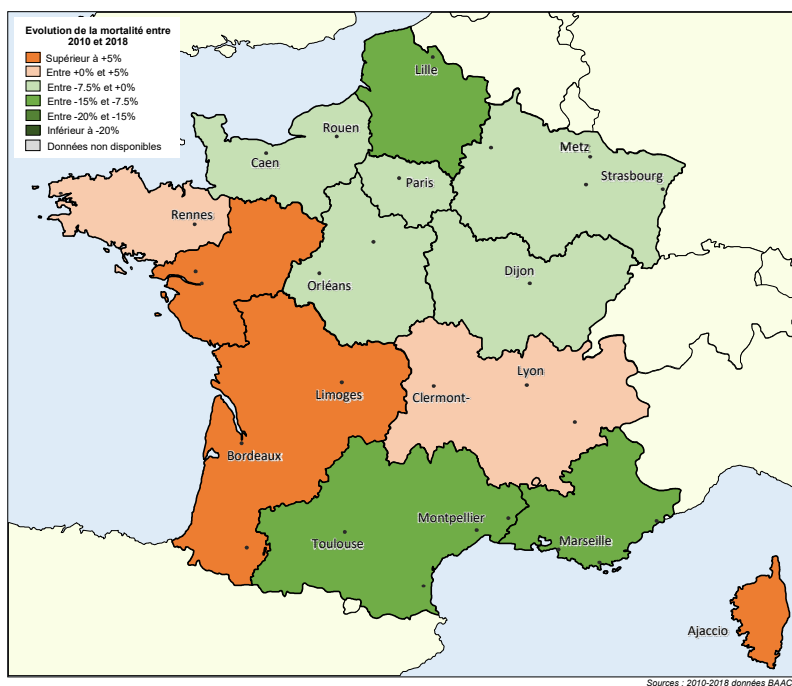 Evolution de la mortalité entre
2010 et 2018
Supérieur à +5%
Entre +0% et +5%
Entre -7.5% et +0%
Entre -15% et -7.5%
Entre -20% et -15%
Inférieur à -20%
Données non disponibles
Lille
Rouen
Caen
Metz
Paris
Strasbourg
Rennes
Dijon
Orléans
Lyon
Limoges
Clermont-
Bordeaux
Montpellier
Toulouse
Marseille
Ajaccio
Sources : 2010-2018 données BAAC